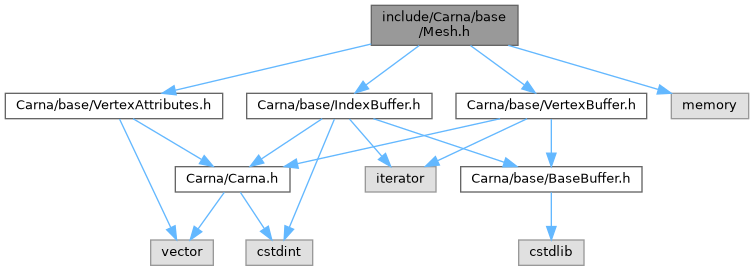 include/Carna/base
/Mesh.h
Carna/base/VertexAttributes.h
Carna/base/IndexBuffer.h
Carna/base/VertexBuffer.h
memory
Carna/Carna.h
iterator
Carna/base/BaseBuffer.h
vector
cstdint
cstdlib